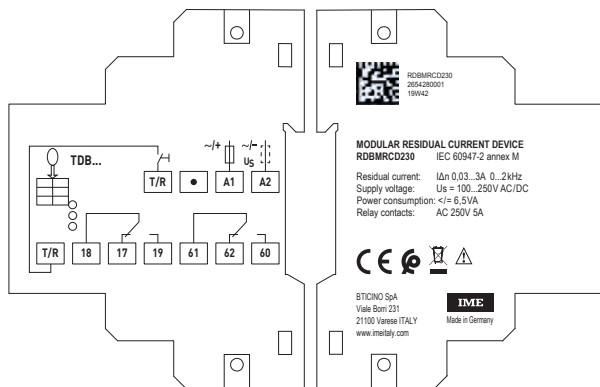 ~/+ ~/-
Us
TDB...
T/R ● A1 A2
T/R 18 17 19 61 62 60
RDBMRCD230
2654280001
19W42
MODULAR RESIDUAL CURRENT DEVICE
RDBMRCD230 IEC 60947-2 annex M
Residual current: IΔn 0,03...3A 0...2kHz
Supply voltage: Us = 100...250V AC/DC
Power consumption: </= 6,5VA
Relay contacts: AC 250V 5A
CE
BTICINO SpA
Viale Borri 231
21100 Varese ITALY
www.imeitaly.com
IME
Made in Germany